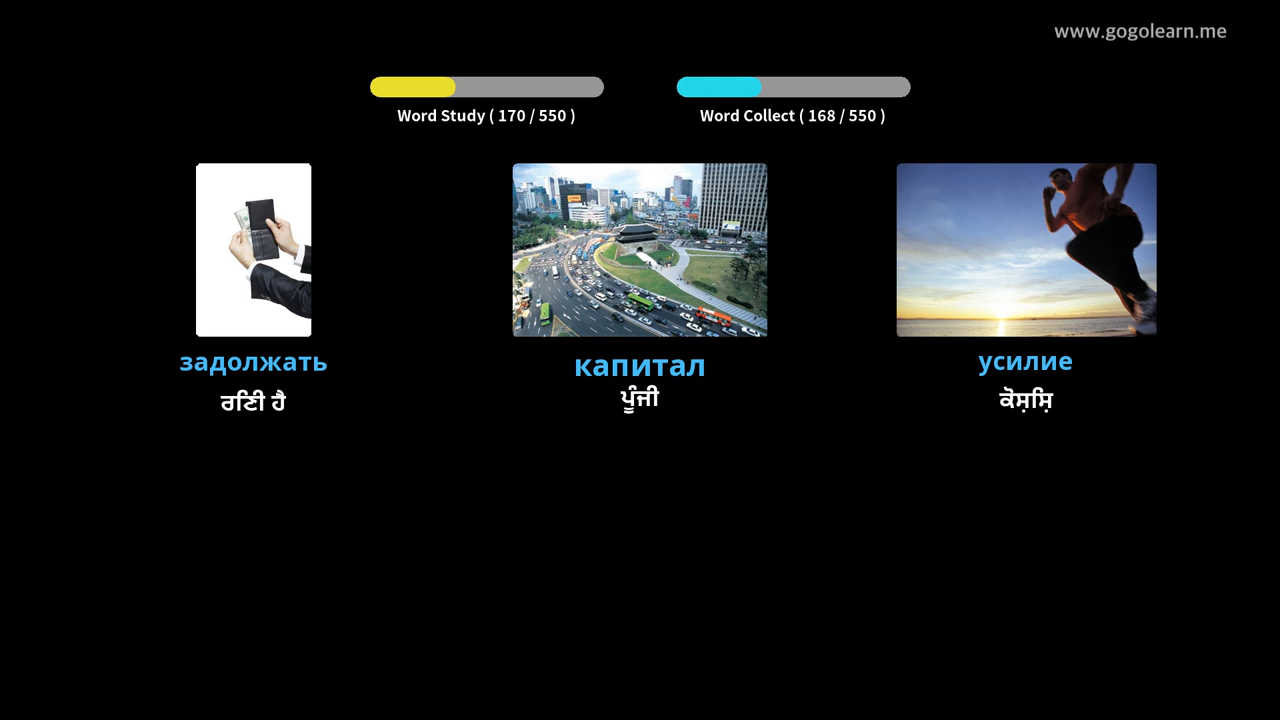 www.gogolearn.me
Word Study ( 170 / 550 )
Word Collect ( 168 / 550 )
задолжать
ਰਣਿੀ ਹੈ
капитал
ਪੂੰਜੀ
усилие
ਕੋਸ਼ਸ਼ਿ